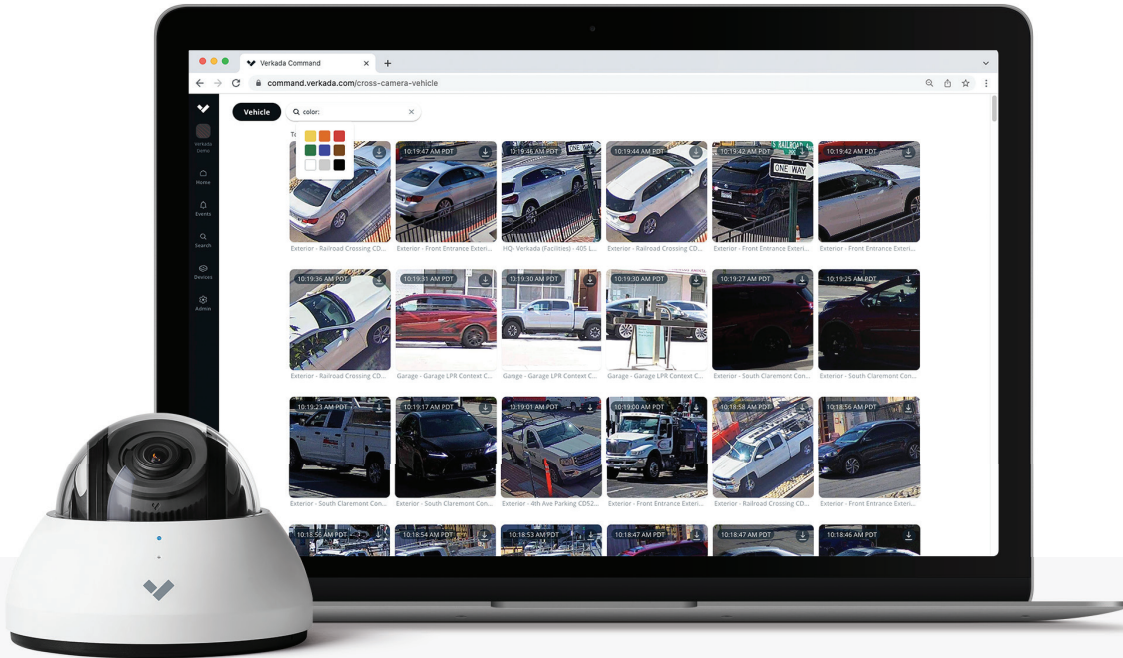 Verkada Command
command.verkada.com/cross-camera-vehicle
Vehicle
color:
Verkada
Demo
Home
Events
Search
Devices
Admin
10:19:47 AM PDT
10:19:46 AM PDT
10:19:44 AM PDT
10:19:42 AM PDT
10:19:42 AM PDT
ONE WAY
S RAILROAD A
ONE WAY
Exterior - Railroad Crossing CD...
Exterior - Front Entrance Exteri...
HQ- Verkada (Facilities) - 405 L...
Exterior - Railroad Crossing CD...
Exterior - Front Entrance Exteri...
Exterior - Front Entrance Exteri...
10:19:36 AM PDT
10:19:31 AM PDT
10:19:30 AM PDT
10:19:30 AM PDT
10:19:27 AM PDT
10:19:25 AM PDT
Exterior - Railroad Crossing CD...
Garage - Garage LPR Context C...
Garage - Garage LPR Context C...
Garage - Garage LPR Context C...
Exterior - South Claremont Con...
Exterior - South Claremont Con...
10:19:23 AM PDT
10:19:17 AM PDT
10:19:01 AM PDT
10:19:00 AM PDT
10:18:58 AM PDT
10:18:56 AM PDT
Exterior - South Claremont Con...
Exterior - South Claremont Con...
Exterior - 4th Ave Parking CD52...
Exterior - Front Entrance Exteri...
Exterior - Railroad Crossing CD...
Exterior - Front Entrance Exteri...
10:18:56 AM PDT
10:18:54 AM PDT
10:18:53 AM PDT
10:18:47 AM PDT
10:18:47 AM PDT
10:18:46 AM PDT